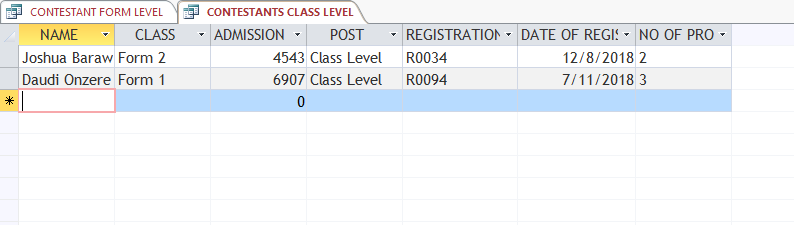 CONTESTANT FORM LEVEL CONTESTANTS CLASS LEVEL
NAME CLASS ADMISSION POST REGISTRATION DATE OF REGIS NO OF PRO
Joshua Baraw Form 2 4543 Class Level R0034 12/8/2018 2
Daudi Onzere Form 1 6907 Class Level R0094 7/11/2018 3
* 0